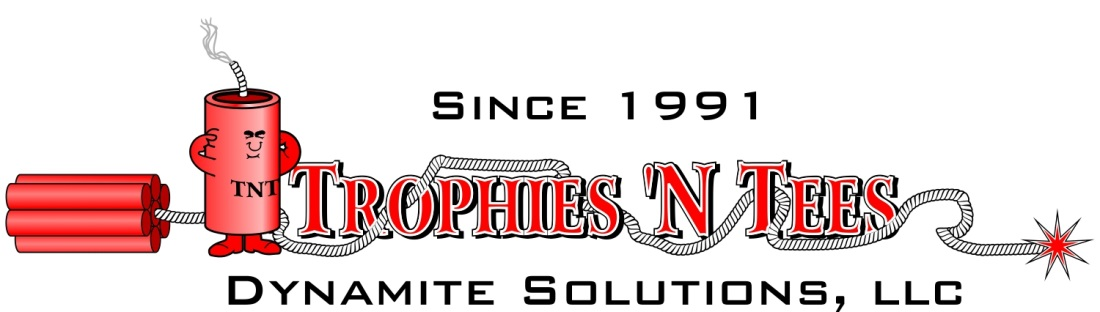 Since 1991
TNT
Trophies 'N Tees
Dynamite Solutions, LLC